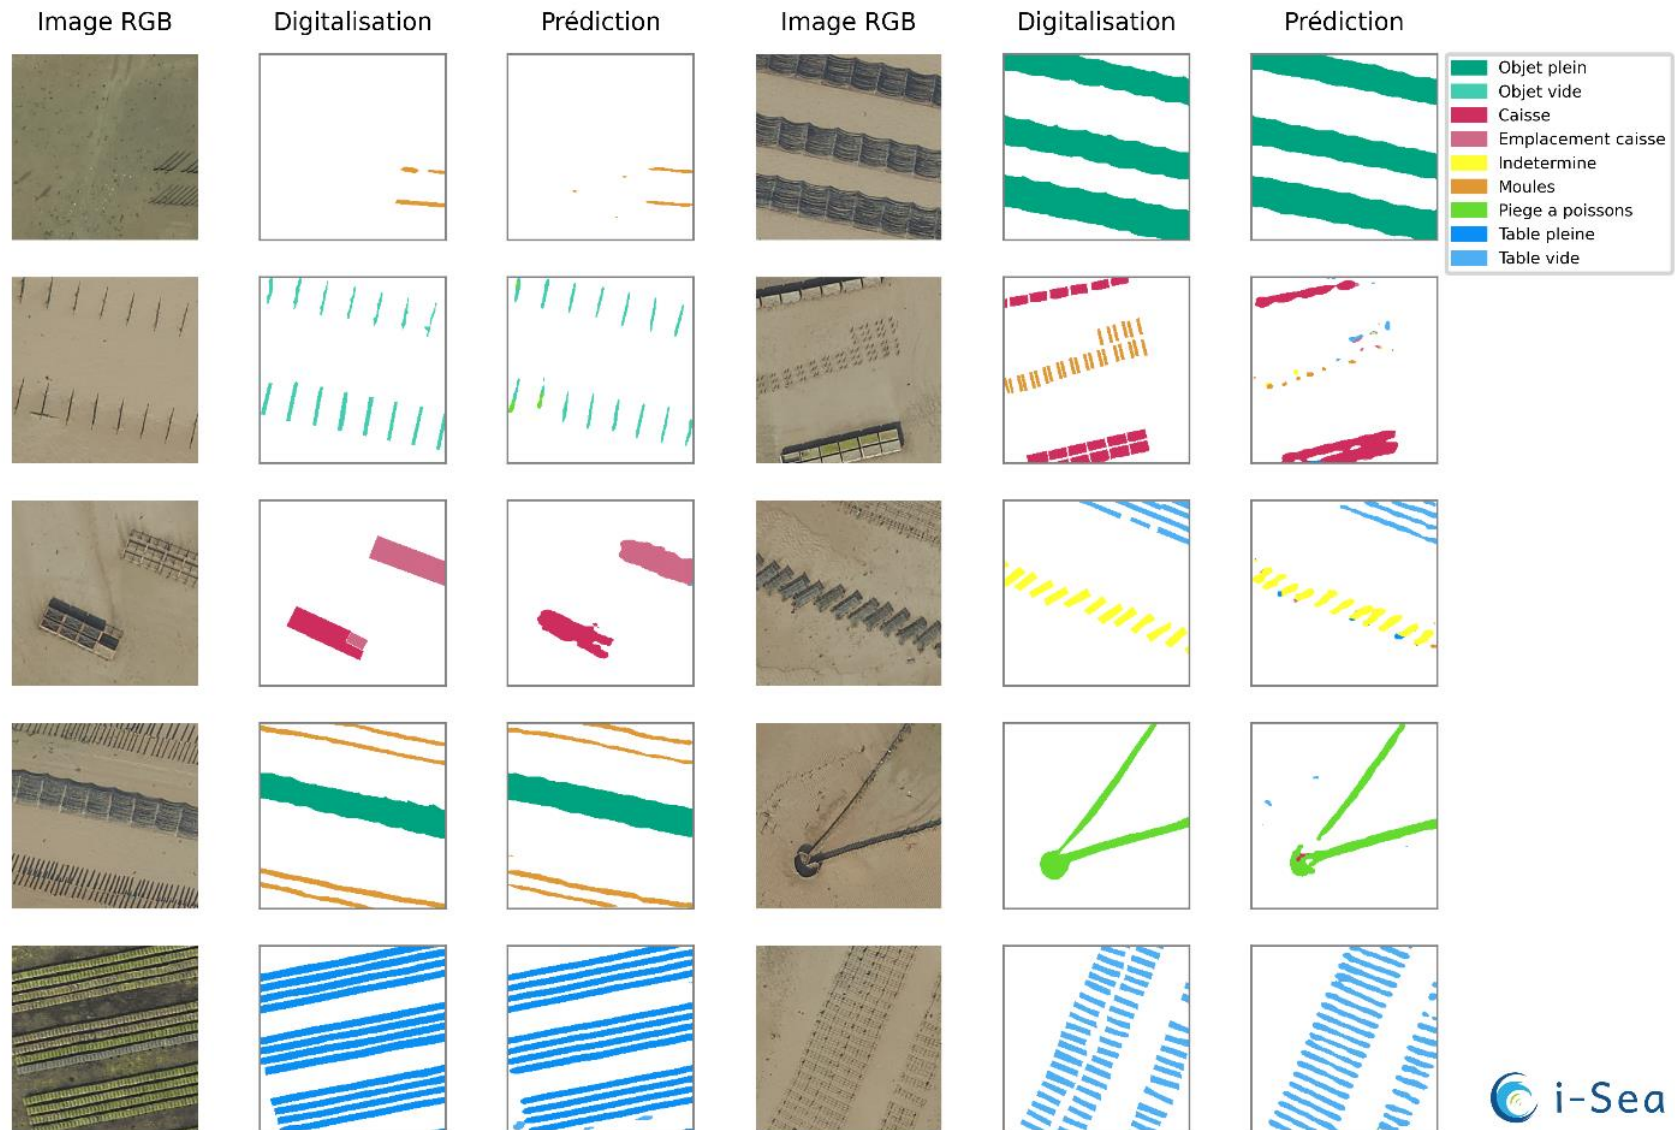 Image RGB
Digitalisation
Prédiction
Image RGB
Digitalisation
Prédiction
Objet plein
Objet vide
Caisse
Emplacement caisse
Indetermine
Moules
Piege a poissons
Table pleine
Table vide
i-Sea